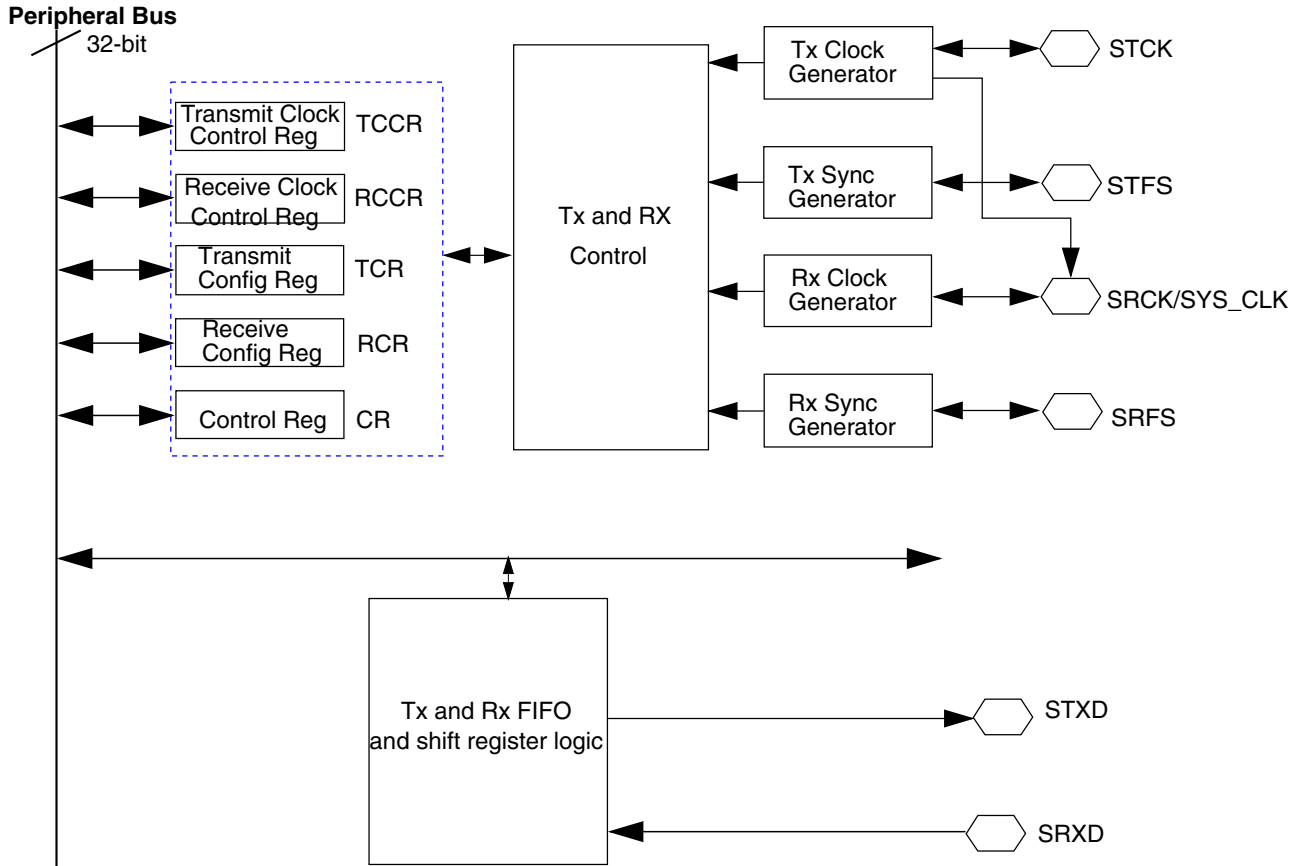 Peripheral Bus
32-bit
Transmit Clock
Control Reg
TCCR
Receive Clock
Control Reg
RCCR
Transmit
Config Reg
TCR
Receive
Config Reg
RCR
Control Reg
CR
Tx and RX
Control
Tx Clock
Generator
STCK
Tx Sync
Generator
STFS
Rx Clock
Generator
SRCK/SYS_CLK
Rx Sync
Generator
SRFS
Tx and Rx FIFO
and shift register logic
STXD
SRXD